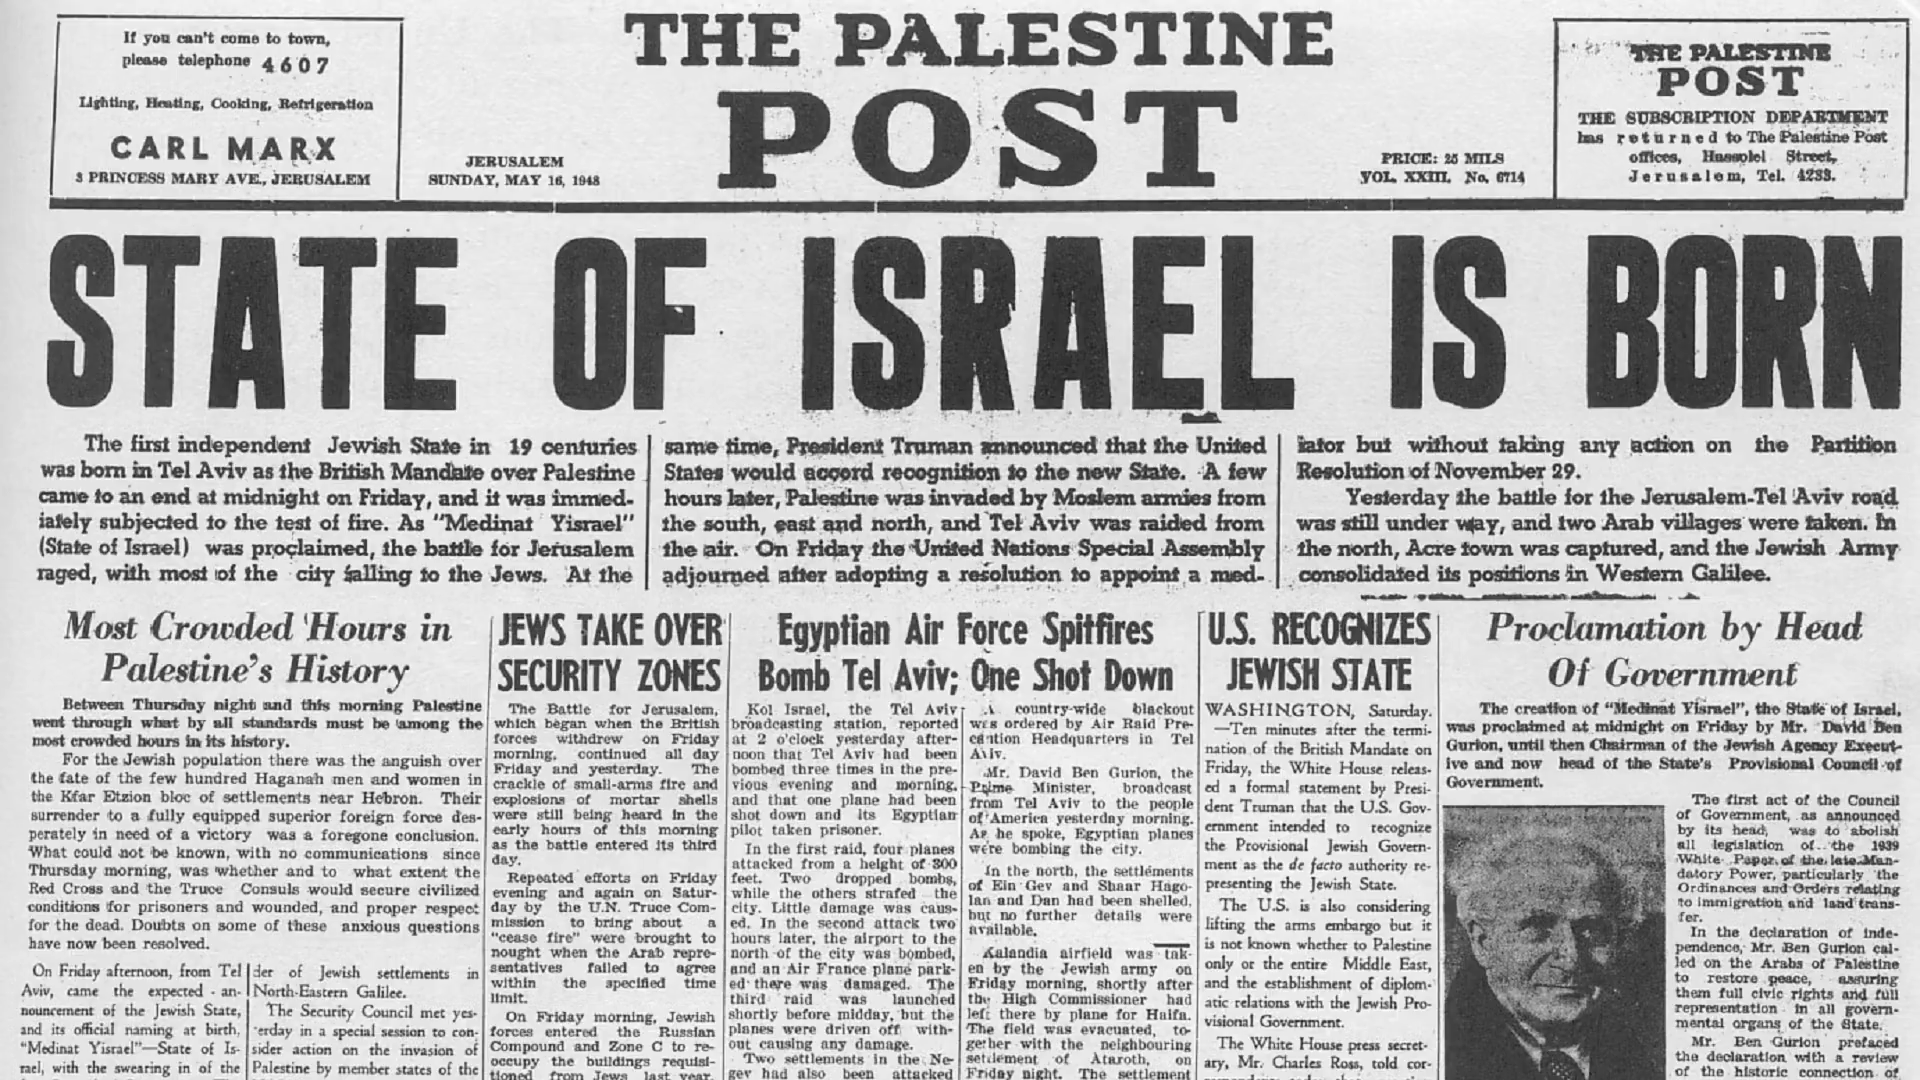 If you can't come to town,
please telephone 4607
Lighting, Heating, Cooking, Refrigeration
CARL MARX
3 PRINCESS MARY AVE., JERUSALEM
JERUSALEM
SUNDAY, MAY 16, 1948
THE PALESTINE
POST
PRICE: 25 MILS
VOL. XXIII. No. 6714
THE PALESTINE
POST
THE SUBSCRIPTION DEPARTMENT
has returned to The Palestine Post
offices, Hassolel Street,
Jerusalem, Tel. 4233.
STATE OF ISRAEL IS BORN
The first independent Jewish State in 19 centuries
was born in Tel Aviv as the British Mandate over Palestine
came to an end at midnight on Friday, and it was immed-
iately subjected to the test of fire. As "Medinat Yisrael"
(State of Israel) was proclaimed, the battle for Jerusalem
raged, with most of the city falling to the Jews. At the
same time, President Truman announced that the United
States would accord recognition to the new State. A few
hours later, Palestine was invaded by Moslem armies from
the south, east and north, and Tel Aviv was raided from
the air. On Friday the United Nations Special Assembly
adjourned after adopting a resolution to appoint a med-
iator but without taking any action on the Partition
Resolution of November 29.
Yesterday the battle for the Jerusalem-Tel Aviv road
was still under way, and two Arab villages were taken. In
the north, Acre town was captured, and the Jewish Army
consolidated its positions in Western Galilee.
Most Crowded Hours in
Palestine's History
Between Thursday night and this morning Palestine
went through what by all standards must be among the
most crowded hours in its history.
For the Jewish population there was the anguish over
the fate of the few hundred Haganah men and women in
the Kfar Etzion bloc of settlements near Hebron. Their
surrender to a fully equipped superior foreign force des-
perately in need of a victory was a foregone conclusion.
What could not be known, with no communications since
Thursday morning, was whether and to what extent the
Red Cross and the Truce Consuls would secure civilized
conditions for prisoners and wounded, and proper respect
for the dead. Doubts on some of these anxious questions
have now been resolved.
On Friday afternoon, from Tel
Aviv, came the expected an-
nouncement of the Jewish State,
and its official naming at birth,
"Medinat Yisrael"—State of Is-
rael, with the swearing in of the
der of Jewish settlements in
North-Eastern Galilee.
The Security Council met yes-
terday in a special session to con-
sider action on the invasion of
Palestine by member states of the
JEWS TAKE OVER
SECURITY ZONES
The Battle for Jerusalem,
which began when the British
forces withdrew on Friday
morning, continued all day
Friday and yesterday. The
crackle of small-arms fire and
explosions of mortar shells
were still being heard in the
early hours of this morning
as the battle entered its third
day.
Repeated efforts on Friday
evening and again on Satur-
day by the U.N. Truce Com-
mission to bring about a
"cease fire" were brought to
nought when the Arab repre-
sentatives failed to agree
within the specified time
limit.
On Friday morning, Jewish
forces entered the Russian
Compound and Zone C to re-
occupy the buildings requisi-
tioned from Jews last year.
Egyptian Air Force Spitfires
Bomb Tel Aviv; One Shot Down
Kol Israel, the Tel Aviv
broadcasting station, reported
at 2 o'clock yesterday after-
noon that Tel Aviv had been
bombed three times in the pre-
vious evening and morning,
and that one plane had been
shot down and its Egyptian
pilot taken prisoner.
In the first raid, four planes
attacked from a height of 300
feet. Two dropped bombs,
while the others strafed the
city. Little damage was caus-
ed. In the second attack two
hours later, the airport to the
north of the city was bombed,
and an Air France plane park-
ed there was damaged. The
third raid was launched
shortly before midnight, but the
planes were driven off with-
out causing any damage.
Two settlements in the Ne-
gev had also been attacked
A country-wide blackout
was ordered by Air Raid Pre-
caution Headquarters in Tel
Aviv.
Mr. David Ben Gurion, the
Prime Minister, broadcast
from Tel Aviv to the people
of America yesterday morning.
As he spoke, Egyptian planes
were bombing the city.
In the north, the settlements
of Ein Gev and Shaar Hago-
lan and Dan had been shelled,
but no further details were
available.
Kalandia airfield was tak-
en by the Jewish army on
Friday morning, shortly after
the High Commissioner had
left there by plane for Haifa.
The field was evacuated, to-
gether with the neighbouring
settlement of Ataroth, on
Friday night. The settlement
U.S. RECOGNIZES
JEWISH STATE
WASHINGTON, Saturday.
—Ten minutes after the termi-
nation of the British Mandate on
Friday, the White House releas-
ed a formal statement by Presi-
dent Truman that the U.S. Gov-
ernment intended to recognize
the Provisional Jewish Govern-
ment as the de facto authority re-
presenting the Jewish State.
The U.S. is also considering
lifting the arms embargo but it
is not known whether to Palestine
only or the entire Middle East,
and the establishment of diplom-
atic relations with the Jewish Pro-
visional Government.
The White House press secret-
ary, Mr. Charles Ross, told cor-
Proclamation by Head
Of Government
The creation of "Medinat Yisrael", the State of Israel,
was proclaimed at midnight on Friday by Mr. David Ben
Gurion, until then Chairman of the Jewish Agency Execut-
ive and now head of the State's Provisional Council of
Government.
The first act of the Council
of Government, as announced
by its head, was to abolish
all legislation of the 1939
White Paper of the late Man-
datory Power, particularly the
Ordinances and Orders relating
to immigration and land trans-
fer.
In the declaration of inde-
pendence, Mr. Ben Gurion cal-
led on the Arabs of Palestine
to restore peace, assuring
them full civic rights and full
representation in all govern-
mental organs of the State.
Mr. Ben Gurion prefaced
the declaration with a review
of the historic connection of